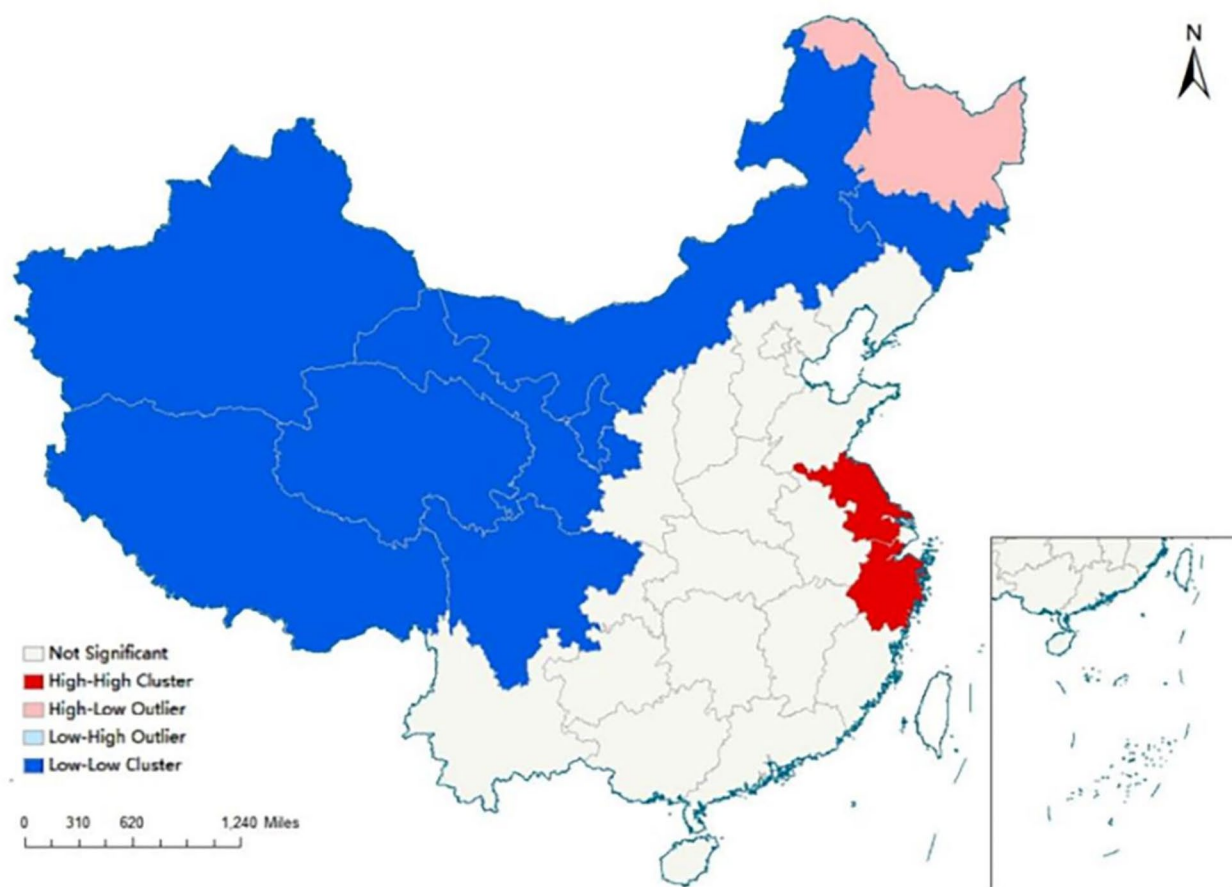 N
Not Significant
High-High Cluster
High-Low Outlier
Low-High Outlier
Low-Low Cluster
0 310 620 1,240 Miles